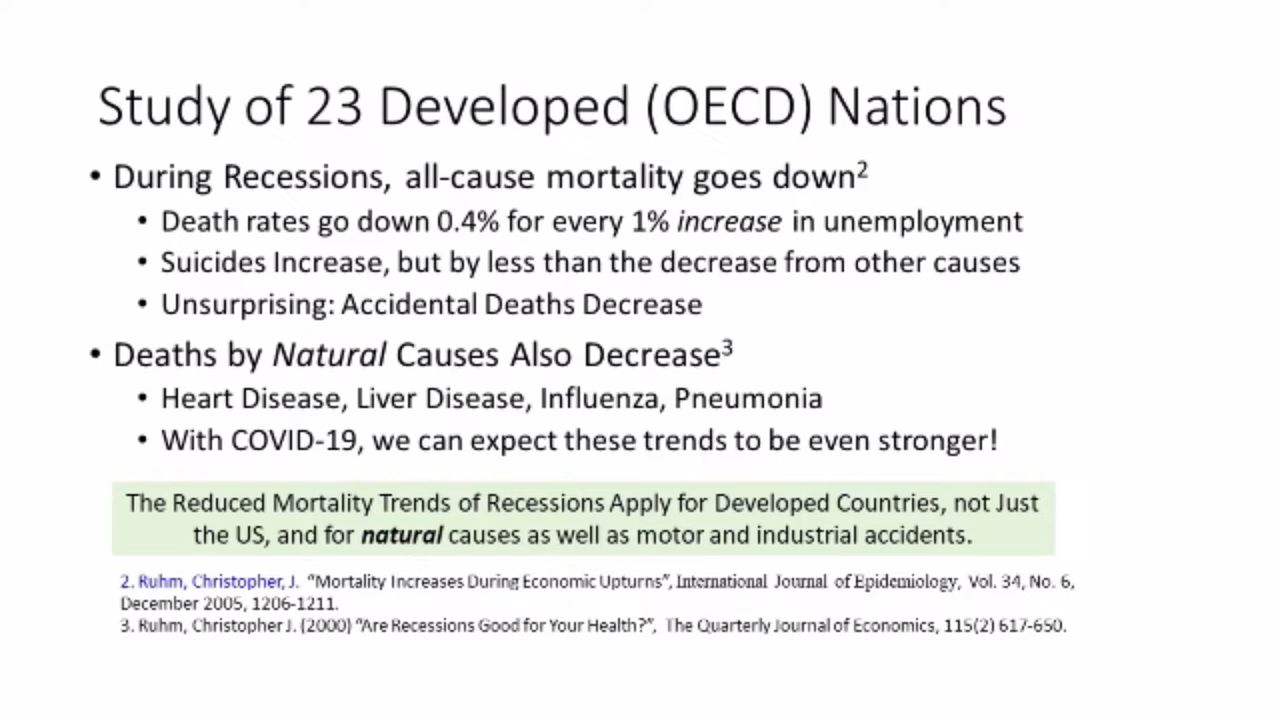 Study of 23 Developed (OECD) Nations
• During Recessions, all-cause mortality goes down²
• Death rates go down 0.4% for every 1% increase in unemployment
• Suicides Increase, but by less than the decrease from other causes
• Unsurprising: Accidental Deaths Decrease
• Deaths by Natural Causes Also Decrease³
• Heart Disease, Liver Disease, Influenza, Pneumonia
• With COVID-19, we can expect these trends to be even stronger!
The Reduced Mortality Trends of Recessions Apply for Developed Countries, not Just
the US, and for natural causes as well as motor and industrial accidents.
2. Ruhm, Christopher, J. “Mortality Increases During Economic Upturns”, International Journal of Epidemiology, Vol. 34, No. 6,
December 2005, 1206-1211.
3. Ruhm, Christopher J. (2000) “Are Recessions Good for Your Health?”, The Quarterly Journal of Economics, 115(2) 617-650.